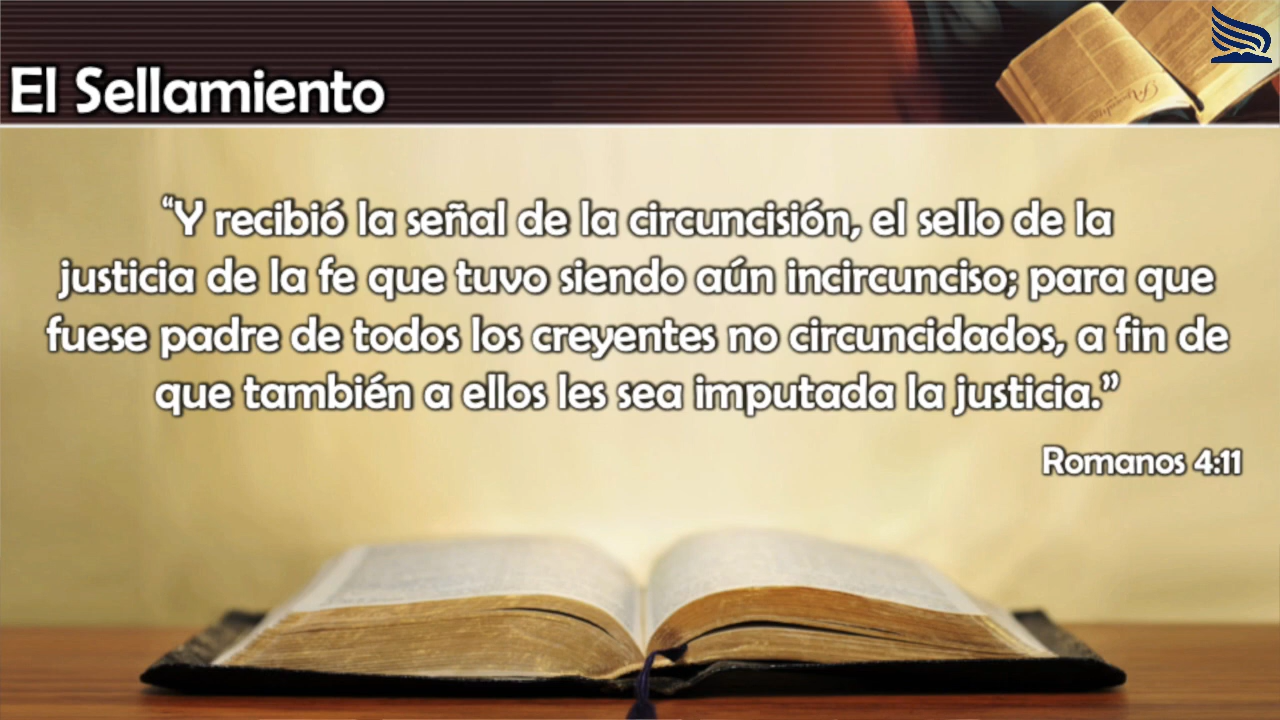 El Sellamiento
“Y recibió la señal de la circuncisión, el sello de la
justicia de la fe que tuvo siendo aún incircunciso; para que
fuese padre de todos los creyentes no circuncidados, a fin de
que también a ellos les sea imputada la justicia.”
Romanos 4:11